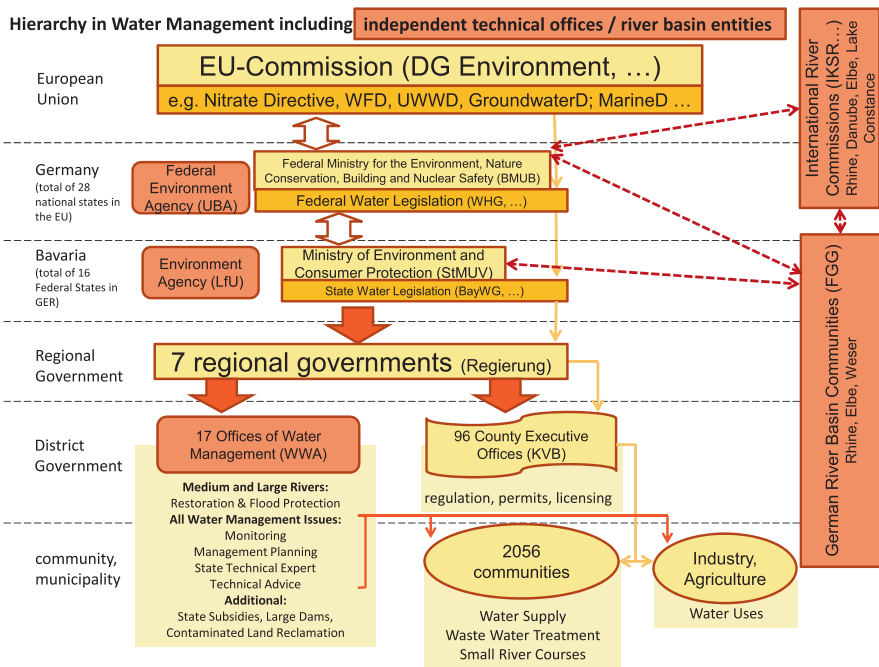 Hierarchy in Water Management including independent technical offices / river basin entities
European
Union
EU-Commission (DG Environment, …)
e.g. Nitrate Directive, WFD, UWWD, GroundwaterD; MarineD …
International River
Commissions (IKSR…)
Rhine, Danube, Elbe, Lake
Constance
Germany
(total of 28
national states in
the EU)
Federal
Environment
Agency (UBA)
Federal Ministry for the Environment, Nature
Conservation, Building and Nuclear Safety (BMUB)
Federal Water Legislation (WHG, …)
Bavaria
(total of 16
Federal States in
GER)
Environment
Agency (LfU)
Ministry of Environment and
Consumer Protection (StMUV)
State Water Legislation (BayWG, …)
German River Basin Communities (FGG)
Rhine, Elbe, Weser
Regional
Government
7 regional governments (Regierung)
District
Government
17 Offices of Water
Management (WWA)
96 County Executive
Offices (KVB)
regulation, permits, licensing
Medium and Large Rivers:
Restoration & Flood Protection
All Water Management Issues:
Monitoring
Management Planning
State Technical Expert
Technical Advice
Additional:
State Subsidies, Large Dams,
Contaminated Land Reclamation
community,
municipality
2056
communities
Water Supply
Waste Water Treatment
Small River Courses
Industry,
Agriculture
Water Uses